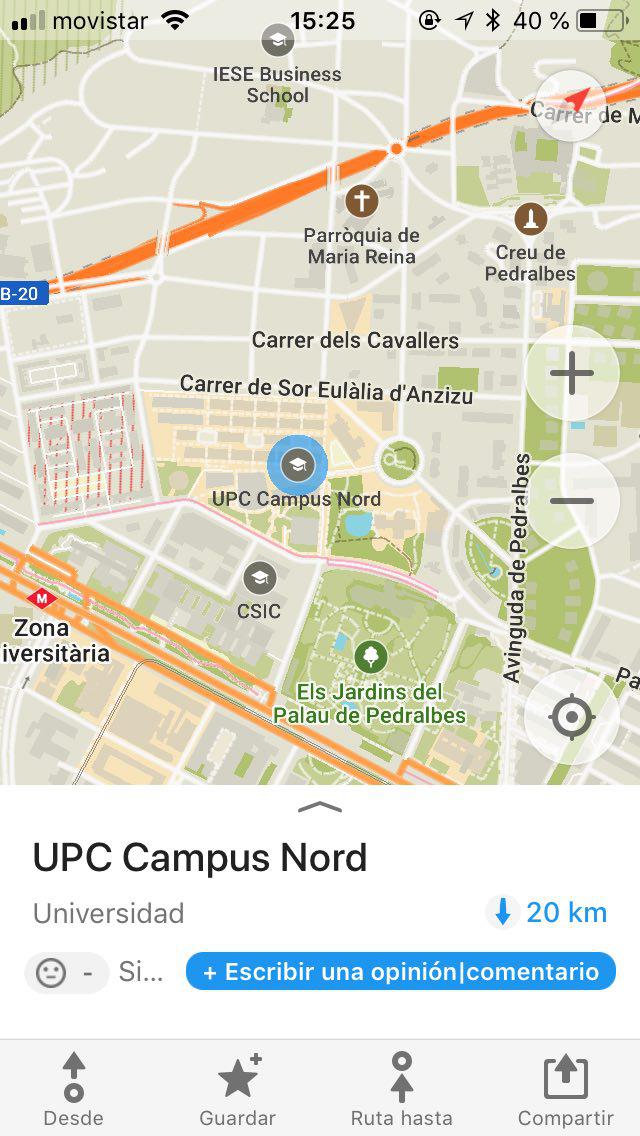 movistar 15:25 40 %
IESE Business
School
Carrer de M
Parròquia de
Maria Reina
Creu de
Pedralbes
B-20
Carrer dels Cavallers
Carrer de Sor Eulàlia d'Anzizu
UPC Campus Nord
Avinguda de Pedralbes
CSIC
M
Zona
iversitària
Els Jardins del
Palau de Pedralbes
Pa
UPC Campus Nord
Universidad
20 km
- Si... + Escribir una opinión|comentario
Desde Guardar Ruta hasta Compartir